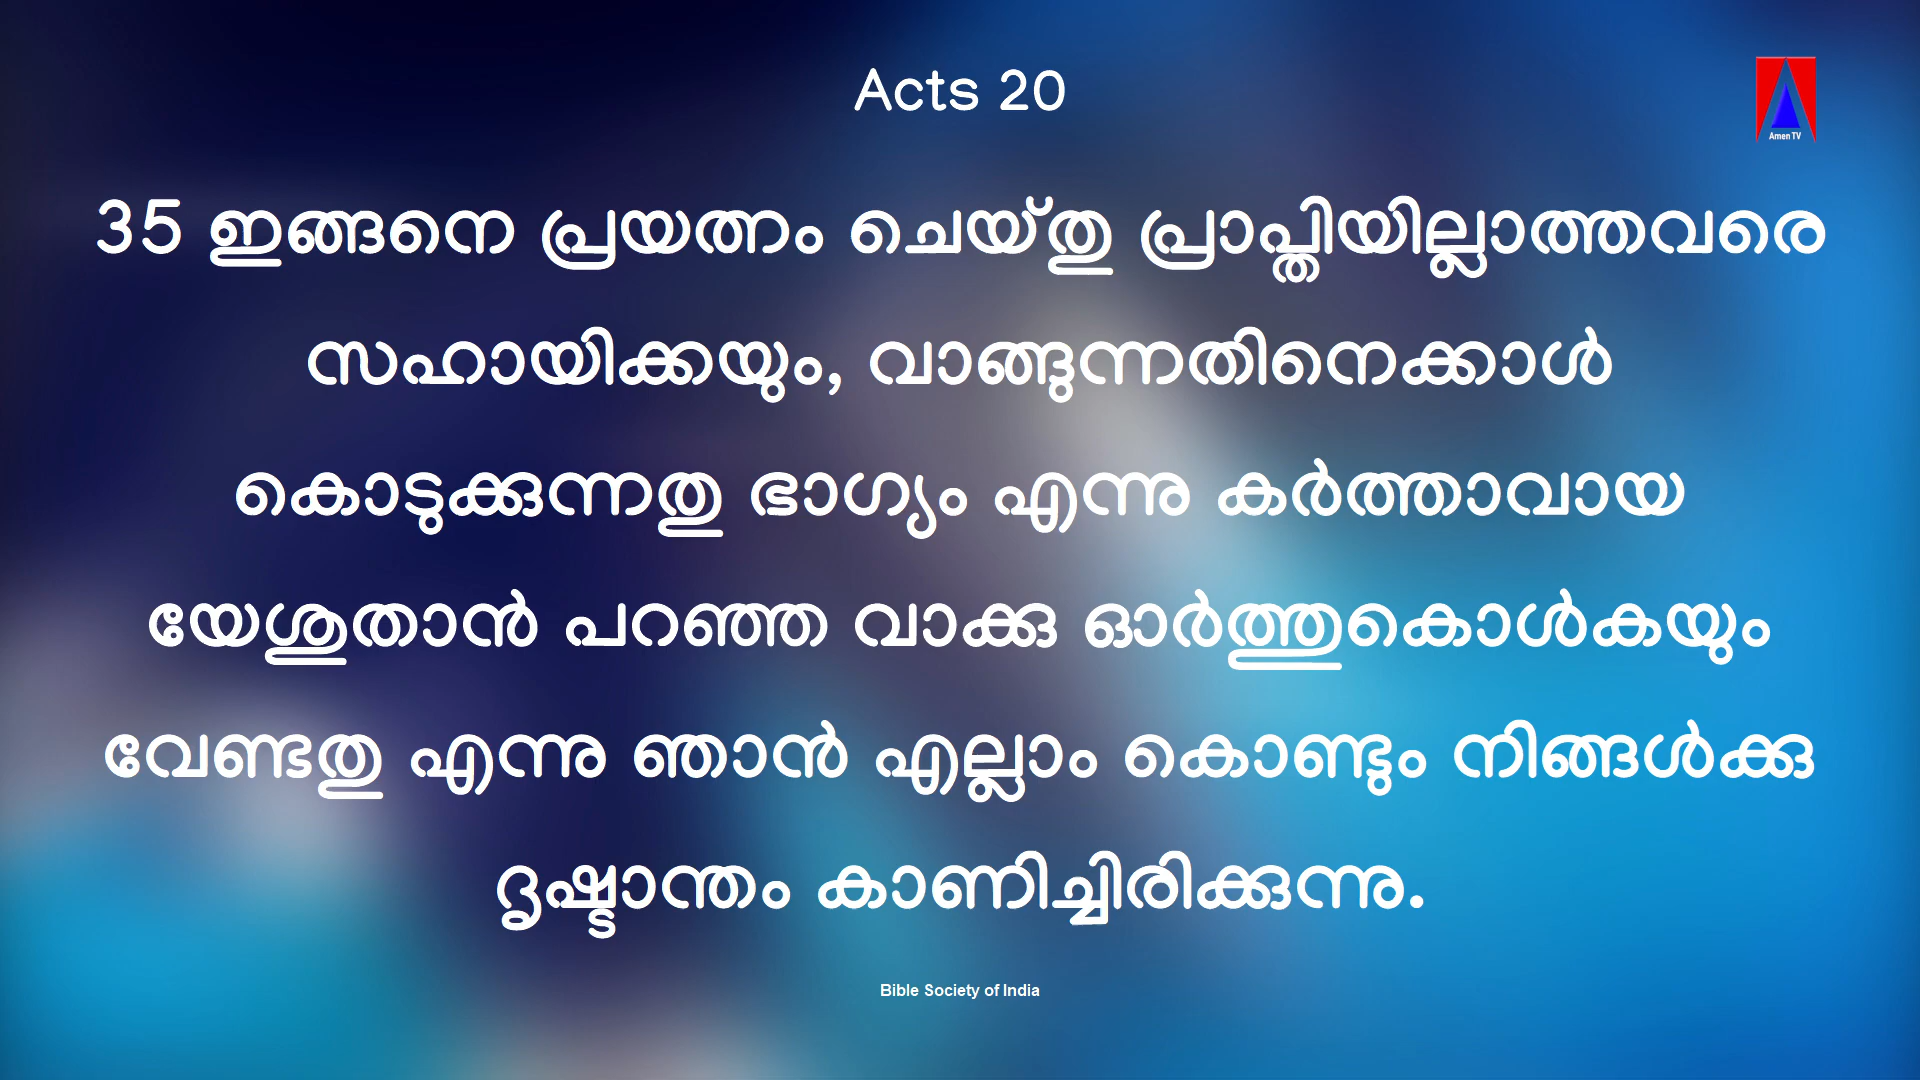 Acts 20
Amen TV
35 ഇങ്ങനെ പ്രയത്നം ചെയ്തു പ്രാപ്തിയില്ലാത്തവരെ
സഹായിക്കയും, വാങ്ങുന്നതിനെക്കാൾ
കൊടുക്കുന്നതു ഭാഗ്യം എന്നു കർത്താവായ
യേശുതാൻ പറഞ്ഞ വാക്കു ഓർത്തുകൊൾകയും
വേണ്ടതു എന്നു ഞാൻ എല്ലാം കൊണ്ടും നിങ്ങൾക്കു
ദൃഷ്ടാന്തം കാണിച്ചിരിക്കുന്നു.
Bible Society of India